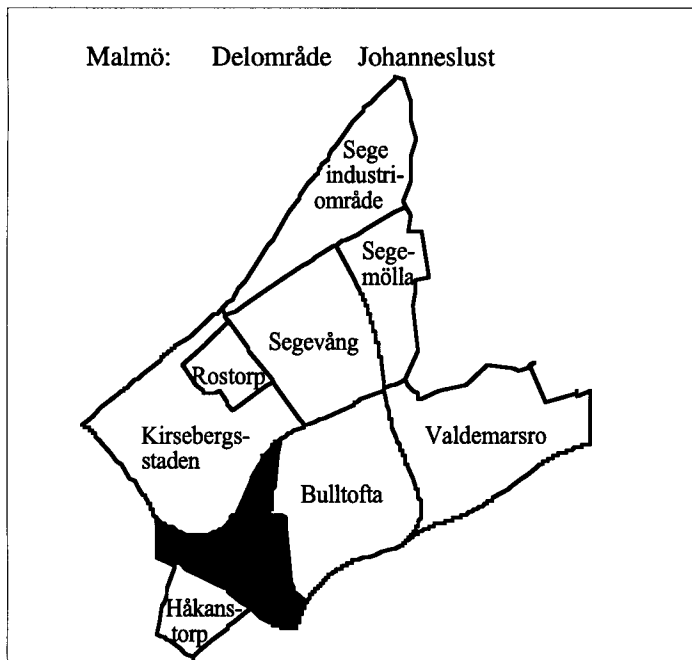 Malmö: Delområde Johanneslust
Sege
industri-
område
Sege-
mölla
Segevång
Rostorp
Kirsebergs-
staden
Valdemarsro
Bulltofta
Håkans-
torp